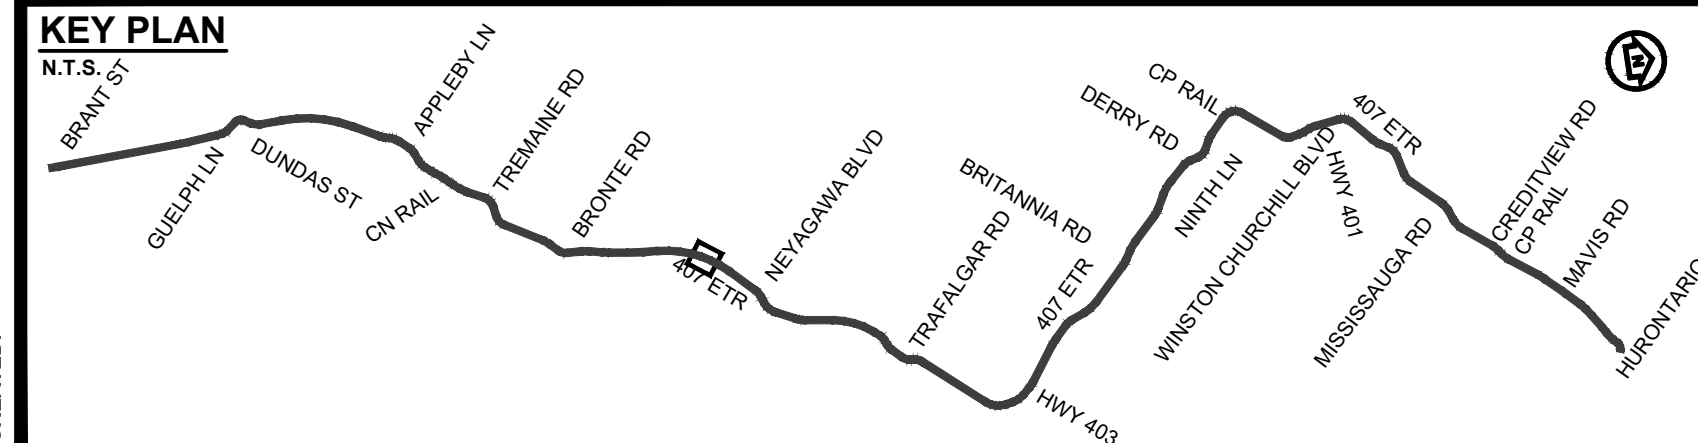 KEY PLAN
N.T.S.
BRANT ST
GUELPH LN
DUNDAS ST
APPLEBY LN
CN RAIL
TREMAINE RD
BRONTE RD
407 ETR
NEYAGAWA BLVD
TRAFALGAR RD
HWY 403
407 ETR
BRITANNIA RD
DERRY RD
CP RAIL
NINTH LN
WINSTON CHURCHILL BLVD
HWY 401
407 ETR
MISSISSAUGA RD
CREDITVIEW RD
CP RAIL
MAVIS RD
HURONTARIO
N